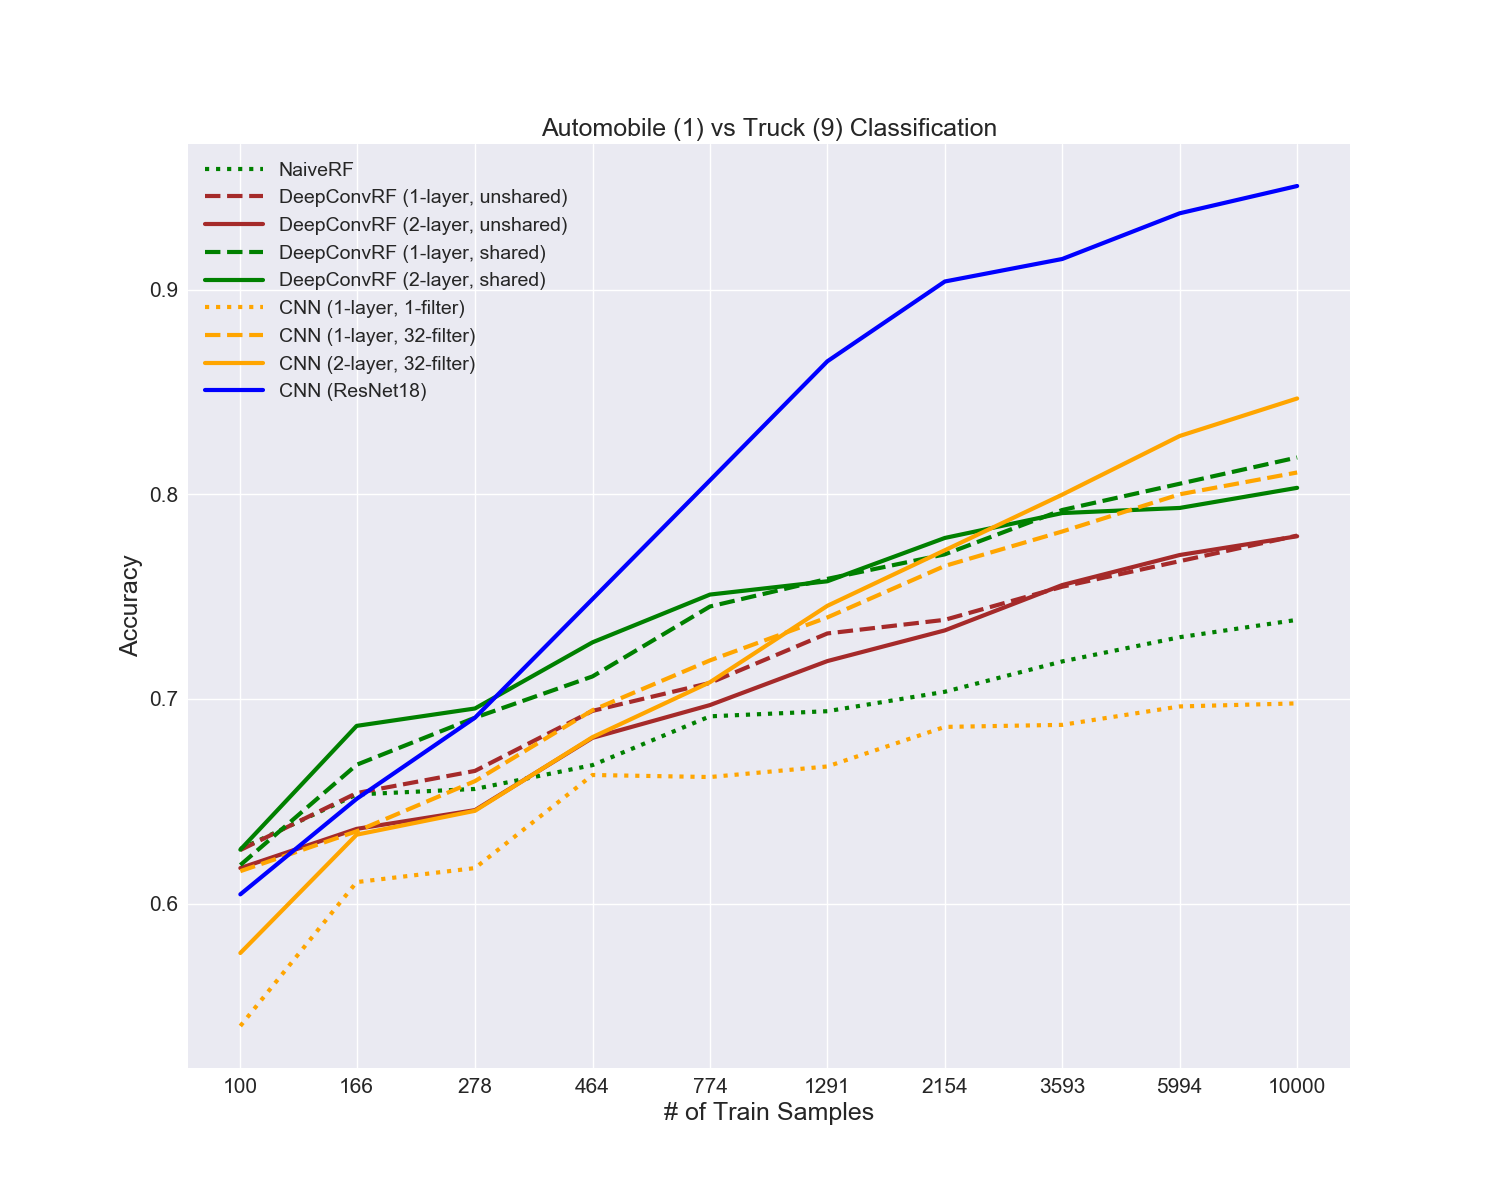 Automobile (1) vs Truck (9) Classification
NaiveRF
DeepConvRF (1-layer, unshared)
DeepConvRF (2-layer, unshared)
DeepConvRF (1-layer, shared)
DeepConvRF (2-layer, shared)
CNN (1-layer, 1-filter)
CNN (1-layer, 32-filter)
CNN (2-layer, 32-filter)
CNN (ResNet18)
0.9
0.8
0.7
0.6
Accuracy
100 166 278 464 774 1291 2154 3593 5994 10000
# of Train Samples